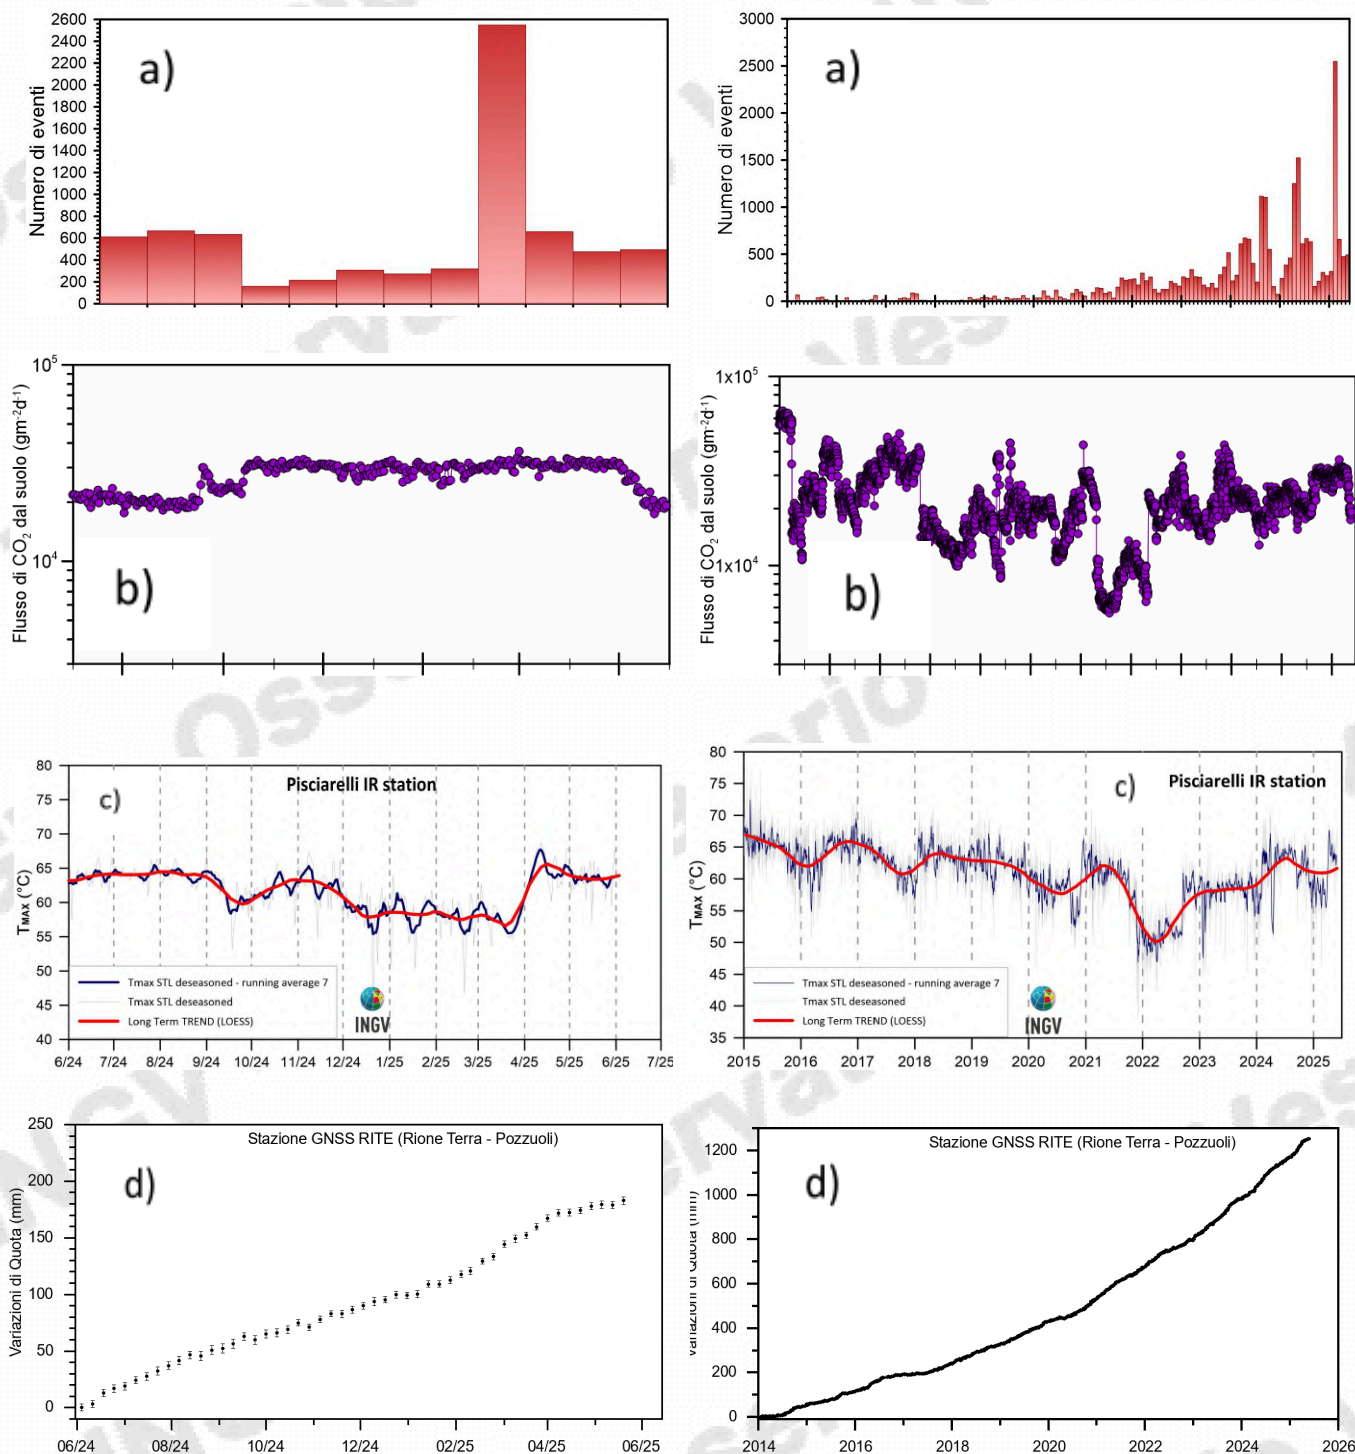 2600
2400
2200
2000
1800
1600
1400
1200
1000
800
600
400
200
0
Numero di eventi
a)
3000
2500
2000
1500
1000
500
0
Numero di eventi
a)
10⁵
10⁴
Flusso di CO₂ dal suolo (gm⁻²d⁻¹)
b)
1x10⁵
1x10⁴
Flusso di CO₂ dal suolo (gm⁻²d⁻¹)
b)
80
75
70
65
60
55
50
45
40
TMAX (°C)
c)
Pisciarelli IR station
Tmax STL deseasoned - running average 7
Tmax STL deseasoned
Long Term TREND (LOESS)
INGV
6/24 7/24 8/24 9/24 10/24 11/24 12/24 1/25 2/25 3/25 4/25 5/25 6/25 7/25
80
75
70
65
60
55
50
45
40
35
TMAX (°C)
c)
Pisciarelli IR station
Tmax STL deseasoned - running average 7
Tmax STL deseasoned
Long Term TREND (LOESS)
INGV
2015 2016 2017 2018 2019 2020 2021 2022 2023 2024 2025
250
200
150
100
50
0
Variazioni di Quota (mm)
Stazione GNSS RITE (Rione Terra - Pozzuoli)
d)
06/24 08/24 10/24 12/24 02/25 04/25 06/25
1200
1000
800
600
400
200
0
Variazioni di Quota (mm)
Stazione GNSS RITE (Rione Terra - Pozzuoli)
d)
2014 2016 2018 2020 2022 2024 2026